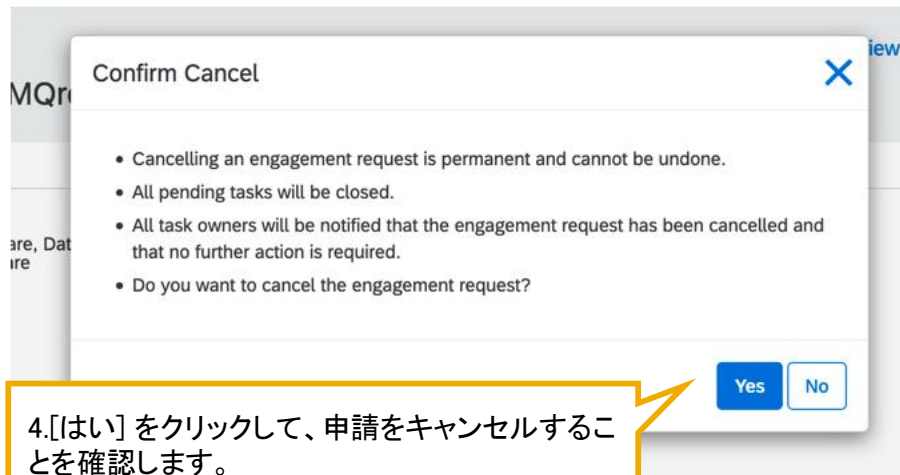 iew
Confirm Cancel
MQr
• Cancelling an engagement request is permanent and cannot be undone.
• All pending tasks will be closed.
• All task owners will be notified that the engagement request has been cancelled and
that no further action is required.
are, Dat
are
• Do you want to cancel the engagement request?
Yes
No
4.[はい] をクリックして、申請をキャンセルするこ
とを確認します。